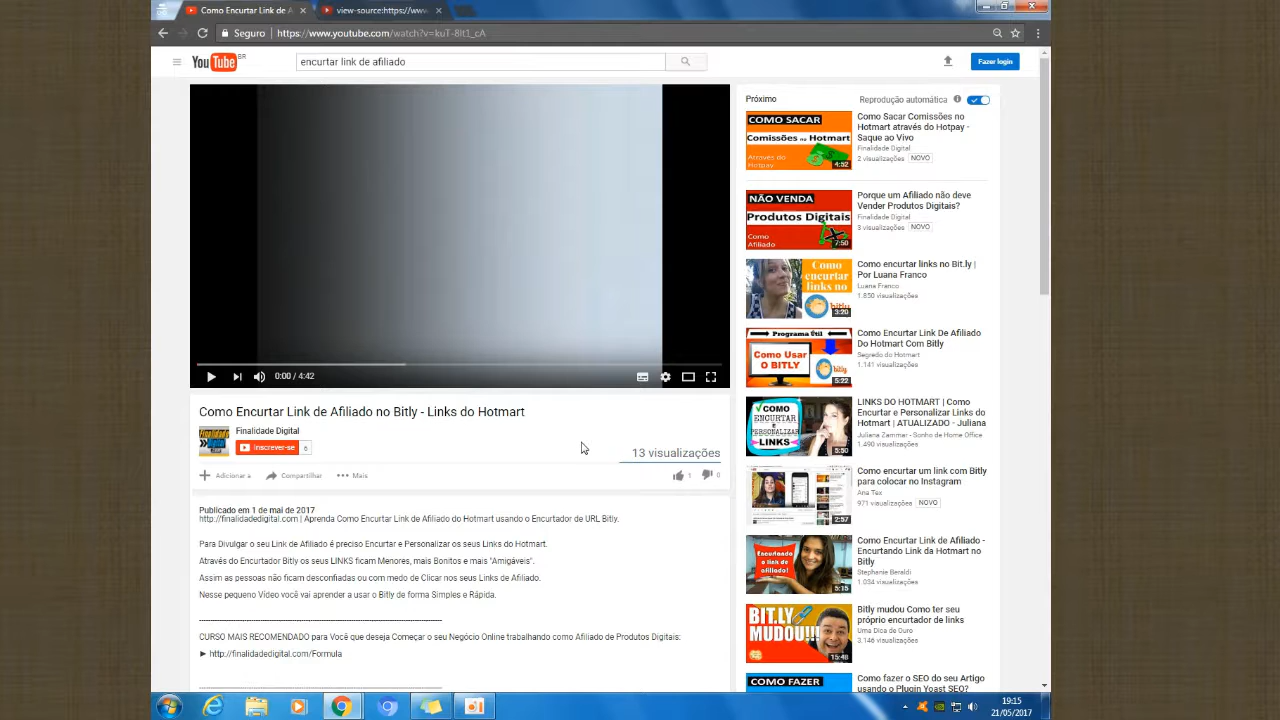 Como Encurtar Link de A
view-source:https://ww
Seguro
https://www.youtube.com/watch?v=kuT-8lt1_cA
YouTube BR
encurtar link de afiliado
Fazer login
0:00 / 4:42
Como Encurtar Link de Afiliado no Bitly - Links do Hotmart
Finalidade Digital
Inscrever-se 6
13 visualizações
Adicionar a
Compartilhar
Mais
1
0
Publicado em 1 de mai de 2017
http://finalidadedigital.com | Aprenda Como Encurtar Link de Afiliado do Hotmart usando o Encurtador de URL Bitly.
Para Divulgar o seu Link de Afiliado é preciso Encurtar e Personalizar os seus Links do Hotmart.
Através do Encurtador Bitly os seus LINKS ficam Menores, mais Bonitos e mais "Amigáveis".
Assim as pessoas não ficam desconfiadas ou com medo de Clicar nos seus Links de Afiliado.
Nesse pequeno Vídeo você vai aprender a usar o Bitly de forma Simples e Rápida.
CURSO MAIS RECOMENDADO para Você que deseja Começar o seu Negócio Online trabalhando como Afiliado de Produtos Digitais:
► http://finalidadedigital.com/Formula
Próximo
Reprodução automática
COMO SACAR
Comissões no Hotmart
Através do
Hotpay
4:52
Como Sacar Comissões no
Hotmart através do Hotpay -
Saque ao Vivo
Finalidade Digital
2 visualizações NOVO
NÃO VENDA
Produtos Digitais
Como
Afiliado
7:50
Porque um Afiliado não deve
Vender Produtos Digitais?
Finalidade Digital
3 visualizações NOVO
Como
encurtar
links no
bitly
3:20
Como encurtar links no Bit.ly |
Por Luana Franco
Luana Franco
1.850 visualizações
Programa Útil
Como Usar
O BITLY
bitly
5:22
Como Encurtar Link De Afiliado
Do Hotmart Com Bitly
Segredo do Hotmart
1.141 visualizações
COMO
ENCURTAR
E
PERSONALIZAR
LINKS
5:50
LINKS DO HOTMART | Como
Encurtar e Personalizar Links do
Hotmart | ATUALIZADO - Juliana
Juliana Zammar - Sonho de Home Office
1.490 visualizações
2:57
Como encurtar um link com Bitly
para colocar no Instagram
Ana Tex
971 visualizações NOVO
Encurtando
o link de
afiliado!
5:15
Como Encurtar Link de Afiliado -
Encurtando Link da Hotmart no
Bitly
Stephanie Beraldi
1.034 visualizações
BIT.LY
MUDOU!!!
15:48
Bitly mudou Como ter seu
próprio encurtador de links
Uma Dica de Ouro
3.146 visualizações
COMO FAZER
Como fazer o SEO do seu Artigo
usando o Plugin Yoast SEO?
19:15
21/05/2017